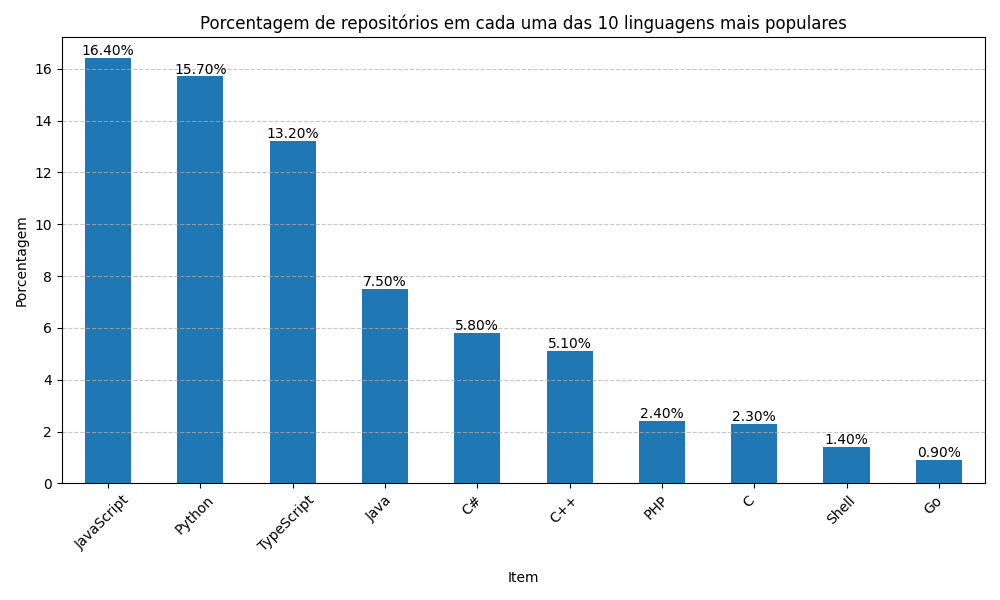 Porcentagem de repositórios em cada uma das 10 linguagens mais populares
Porcentagem
16
14
12
10
8
6
4
2
0
16.40%
15.70%
13.20%
7.50%
5.80%
5.10%
2.40%
2.30%
1.40%
0.90%
JavaScript
Python
TypeScript
Java
C#
C++
PHP
C
Shell
Go
Item